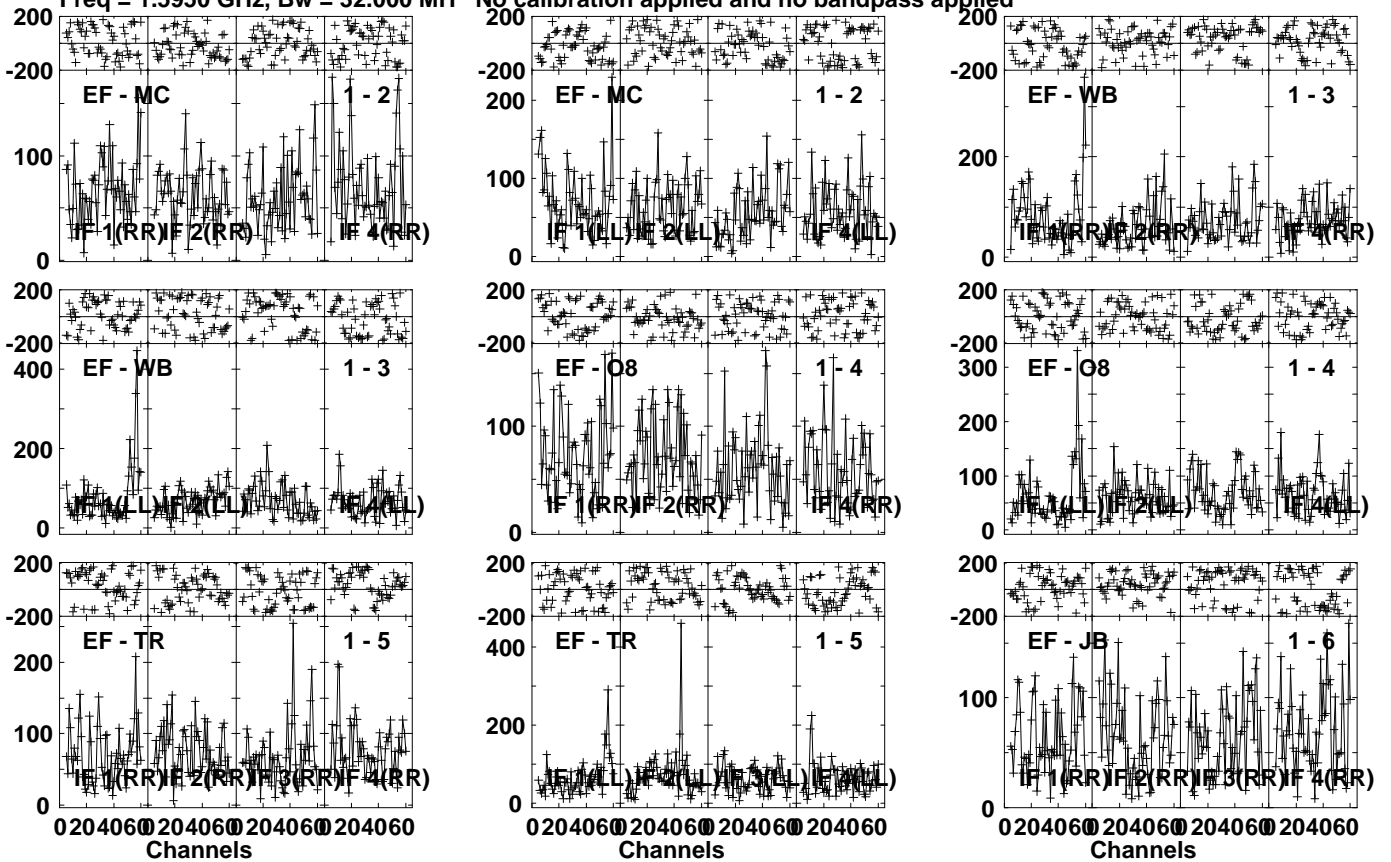 Freq = 1.5950 GHz, Bw = 32.000 MH No calibration applied and no bandpass applied
200
-200
EF - MC 1 - 2
100
0
IF 1(RR) IF 2(RR) IF 4(RR)
200
-200
EF - MC 1 - 2
200
100
0
IF 1(LL) IF 2(LL) IF 4(LL)
200
-200
EF - WB 1 - 3
200
0
IF 1(RR) IF 2(RR) IF 4(RR)
200
-200
EF - WB 1 - 3
400
200
0
IF 1(LL) IF 2(LL) IF 4(LL)
200
-200
EF - O8 1 - 4
100
0
IF 1(RR) IF 2(RR) IF 4(RR)
200
-200
EF - O8 1 - 4
300
200
100
0
IF 1(LL) IF 2(LL) IF 4(LL)
200
-200
EF - TR 1 - 5
200
100
0
IF 1(RR) IF 2(RR) IF 3(RR) IF 4(RR)
0 20 40 60 0 20 40 60 0 20 40 60 0 20 40 60
Channels
200
-200
EF - TR 1 - 5
400
200
0
IF 1(LL) IF 2(LL) IF 3(LL) IF 4(LL)
0 20 40 60 0 20 40 60 0 20 40 60 0 20 40 60
Channels
200
-200
EF - JB 1 - 6
100
0
IF 1(RR) IF 2(RR) IF 3(RR) IF 4(RR)
0 20 40 60 0 20 40 60 0 20 40 60 0 20 40 60
Channels